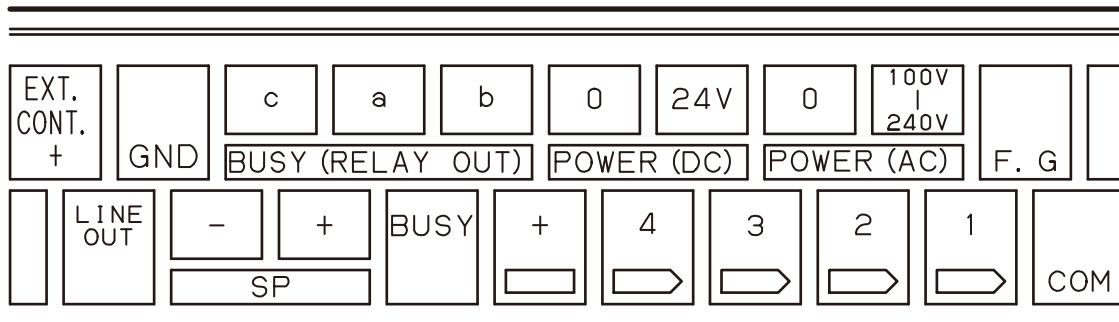 EXT.
CONT.
+
GND
c a b
BUSY (RELAY OUT)
0 24V
POWER (DC)
0 100V
|
240V
POWER (AC)
F. G
LINE
OUT
- +
SP
BUSY
+ 4 3 2 1
COM